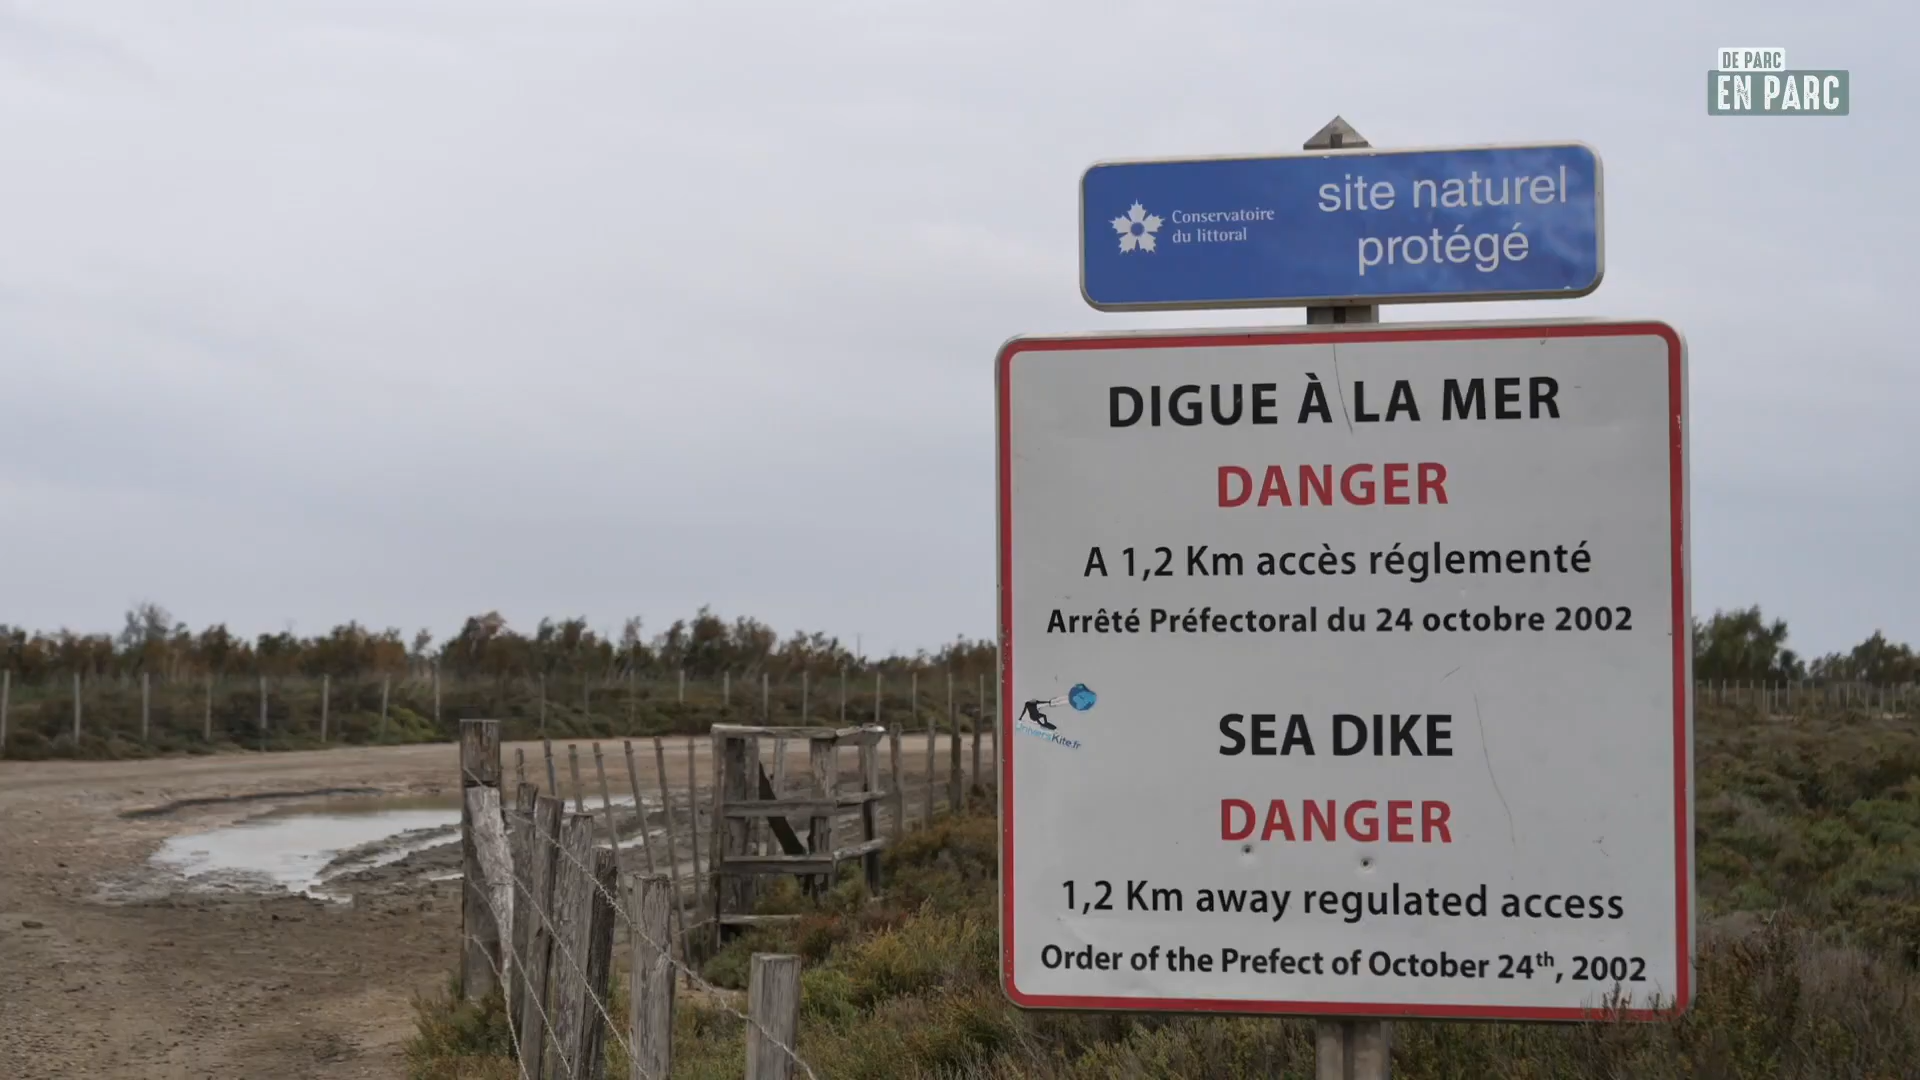 DE PARC
EN PARC
Conservatoire
du littoral
site naturel
protégé
DIGUE À LA MER
DANGER
A 1,2 Km accès réglementé
Arrêté Préfectoral du 24 octobre 2002
UniversKite.fr
SEA DIKE
DANGER
1,2 Km away regulated access
Order of the Prefect of October 24th, 2002